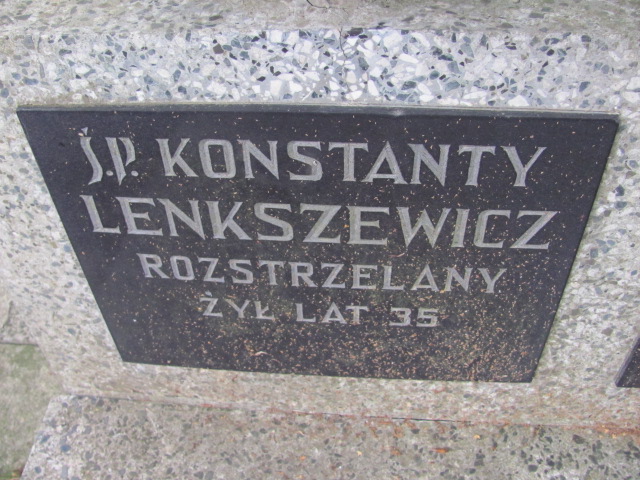 Ś.P. KONSTANTY
LENKSZEWICZ
ROZSTRZELANY
ŻYŁ LAT 35